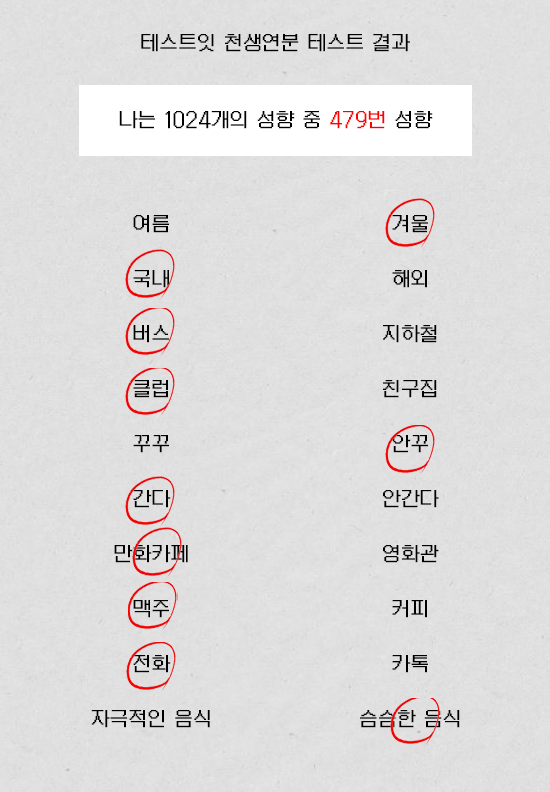 테스트잇 천생연분 테스트 결과
나는 1024개의 성향 중 479번 성향
여름 겨울
국내 해외
버스 지하철
클럽 친구집
꾸꾸 안꾸
간다 안간다
만화카페 영화관
맥주 커피
전화 카톡
자극적인 음식 슴슴한 음식